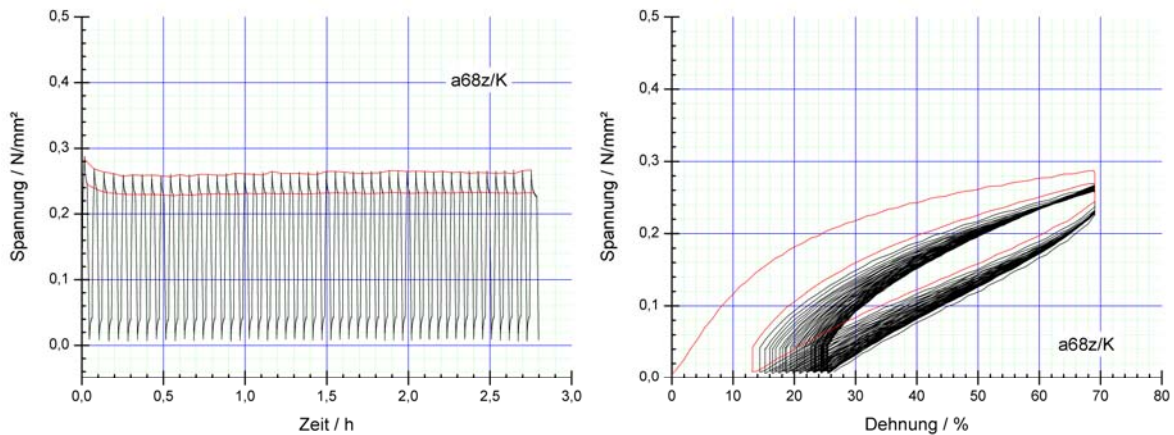 0,5
0,4
0,3
0,2
0,1
0,0
Spannung / N/mm²
a68z/K
0,0 0,5 1,0 1,5 2,0 2,5 3,0
Zeit / h
0,5
0,4
0,3
0,2
0,1
0,0
Spannung / N/mm²
a68z/K
0 10 20 30 40 50 60 70 80
Dehnung / %